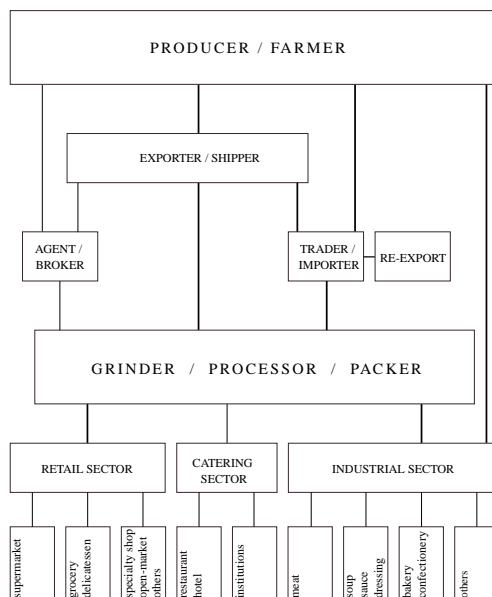 PRODUCER / FARMER
EXPORTER / SHIPPER
AGENT /
BROKER
TRADER /
IMPORTER
RE-EXPORT
GRINDER / PROCESSOR / PACKER
RETAIL SECTOR
CATERING
SECTOR
INDUSTRIAL SECTOR
supermarket
grocery
delicatessen
specialty shop
open-market
others
restaurant
hotel
institutions
meat
soup
sauce
dressing
bakery
confectionery
others